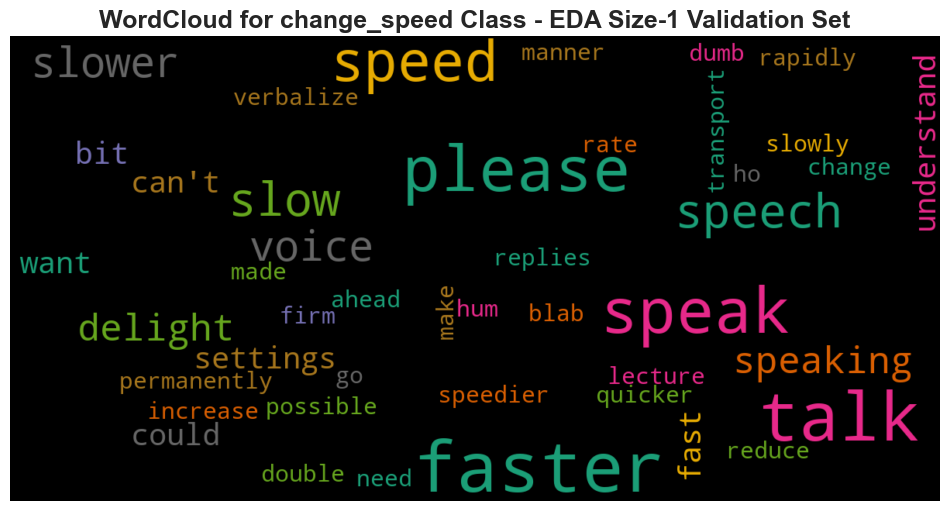 WordCloud for change_speed Class - EDA Size-1 Validation Set
slower
speed
manner
dumb
rapidly
verbalize
transport
understand
bit
can't
please
rate
slowly
ho
change
slow
speech
voice
want
made
replies
delight
firm
ahead
make
hum
blab
speak
settings
permanently
go
speaking
lecture
increase
possible
speedier
quicker
talk
could
faster
fast
reduce
double
need